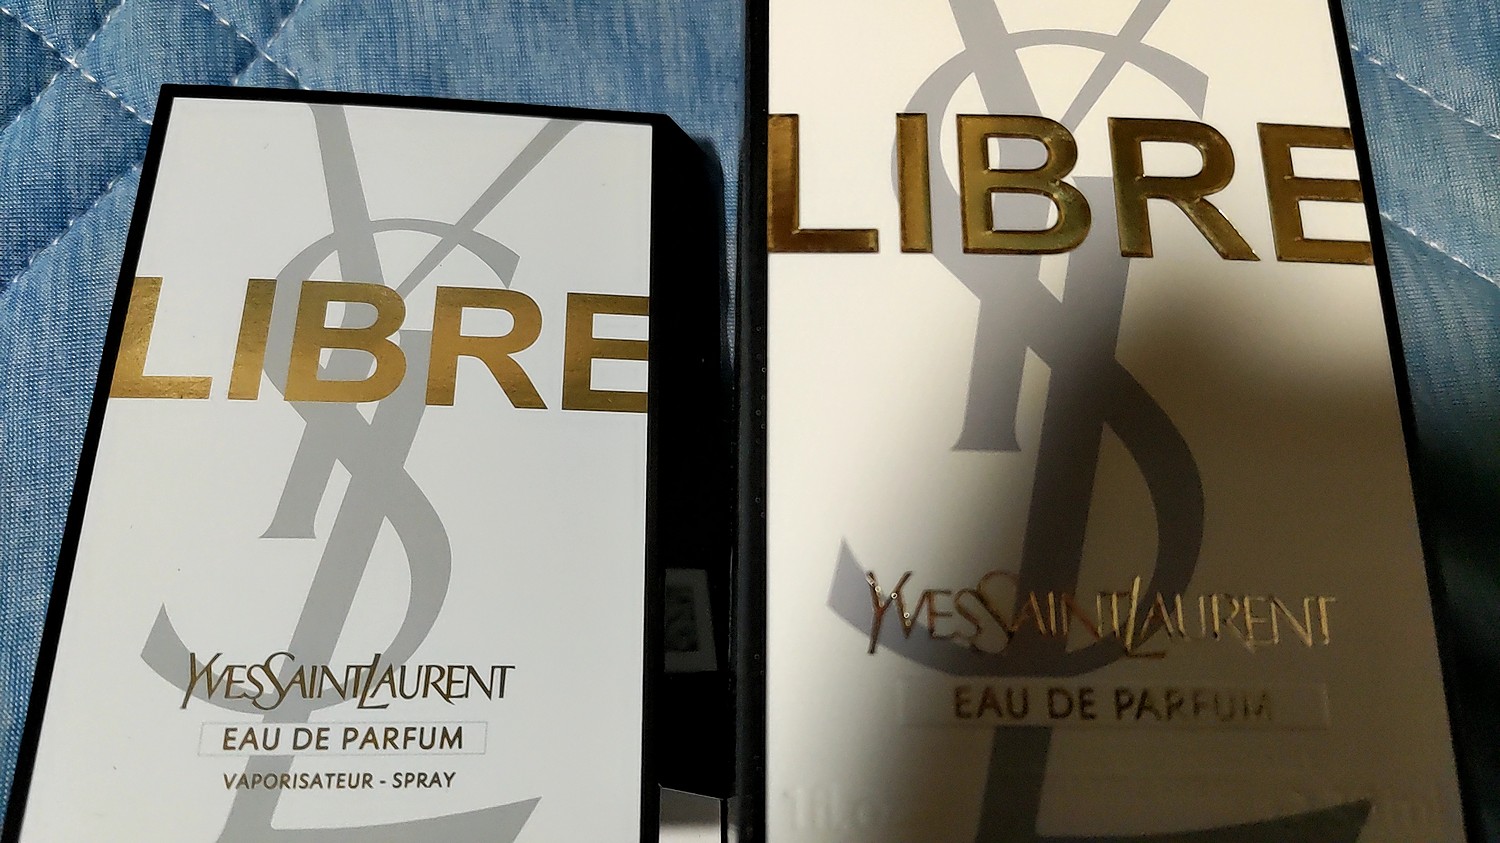 LIBRE
YVESSAINTLAURENT
EAU DE PARFUM
VAPORISATEUR - SPRAY
LIBRE
YVESSAINTLAURENT
EAU DE PARFUM